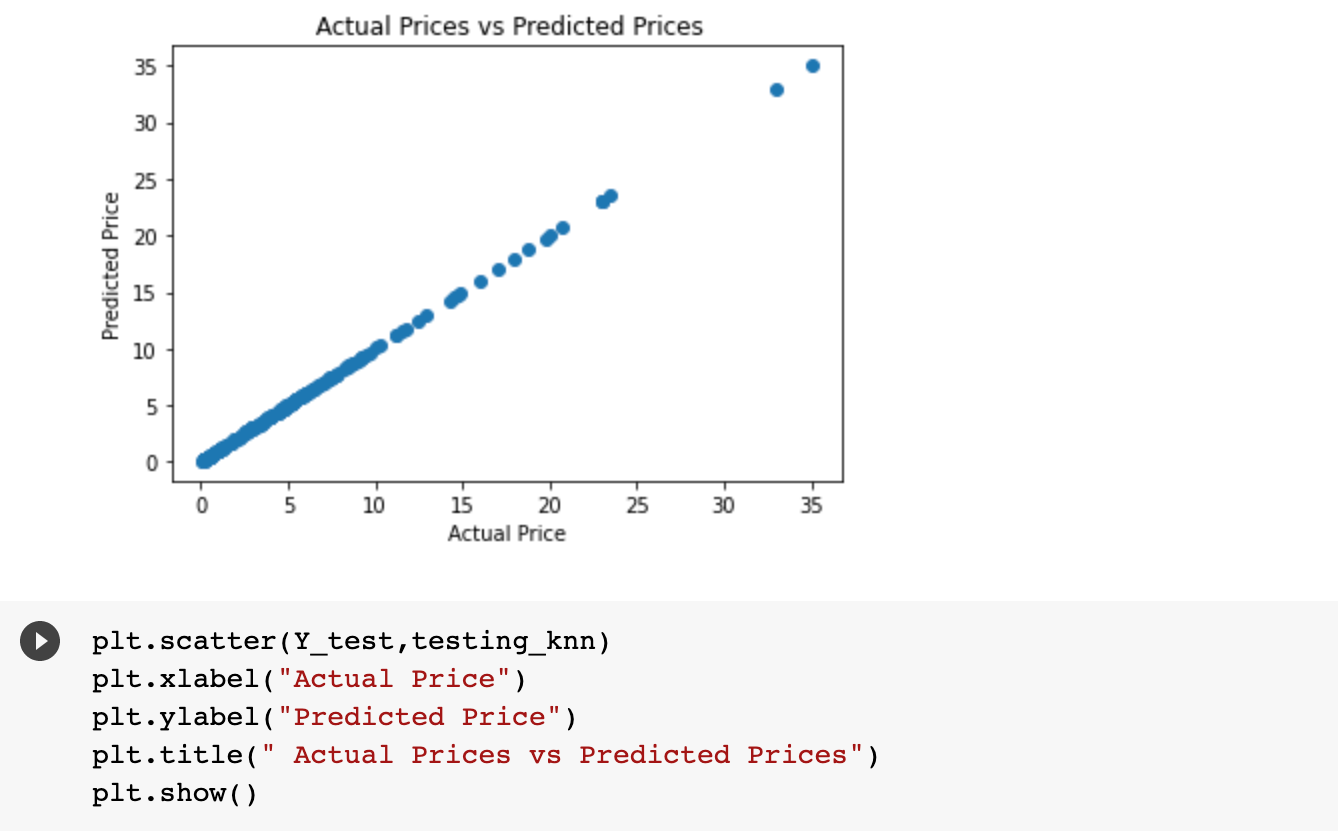 Actual Prices vs Predicted Prices
35
30
25
20
15
10
5
0
Predicted Price
0 5 10 15 20 25 30 35
Actual Price
plt.scatter(Y_test,testing_knn)
plt.xlabel("Actual Price")
plt.ylabel("Predicted Price")
plt.title(" Actual Prices vs Predicted Prices")
plt.show()